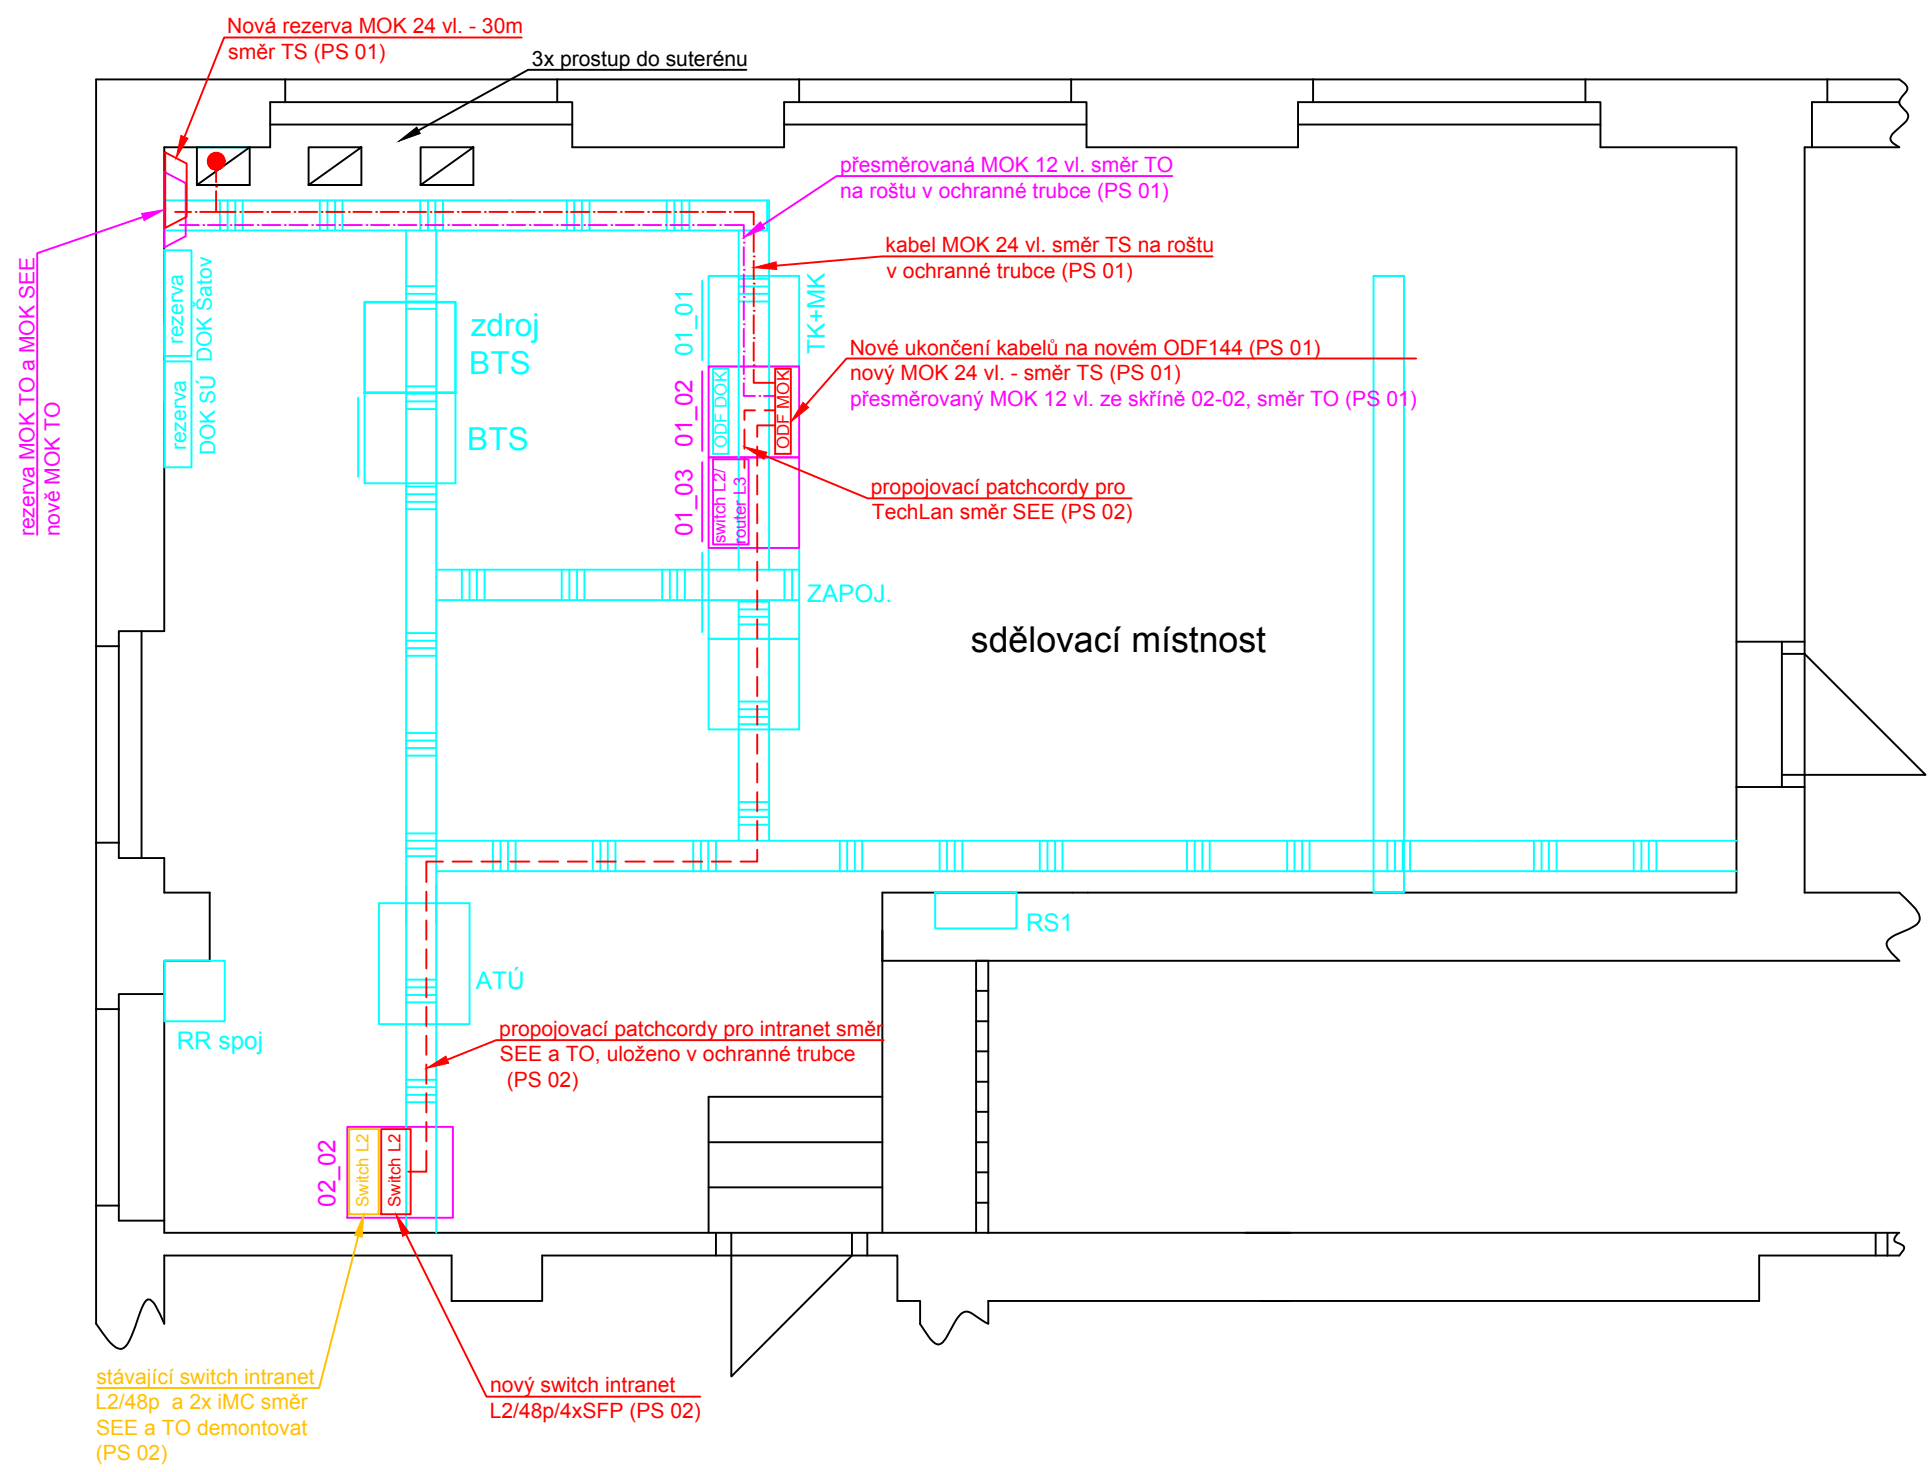 Nová rezerva MOK 24 vl. - 30m
směr TS (PS 01)
3x prostup do suterénu
přesměrovaná MOK 12 vl. směr TO
na roštu v ochranné trubce (PS 01)
kabel MOK 24 vl. směr TS na roštu
v ochranné trubce (PS 01)
rezerva MOK TO a MOK SEE
nově MOK TO
rezerva
DOK Šatov
rezerva
DOK SÚ
zdroj
BTS
BTS
01_01
TK+MK
01_02
ODF DOK
ODF MOK
Nové ukončení kabelů na novém ODF144 (PS 01)
nový MOK 24 vl. - směr TS (PS 01)
přesměrovaný MOK 12 vl. ze skříně 02-02, směr TO (PS 01)
01_03
switch L2/
router L3
propojovací patchcordy pro
TechLan směr SEE (PS 02)
ZAPOJ.
sdělovací místnost
RS1
ATÚ
RR spoj
propojovací patchcordy pro intranet směr
SEE a TO, uloženo v ochranné trubce
(PS 02)
02_02
Switch L2
Switch L2
stávající switch intranet
L2/48p a 2x iMC směr
SEE a TO demontovat
(PS 02)
nový switch intranet
L2/48p/4xSFP (PS 02)